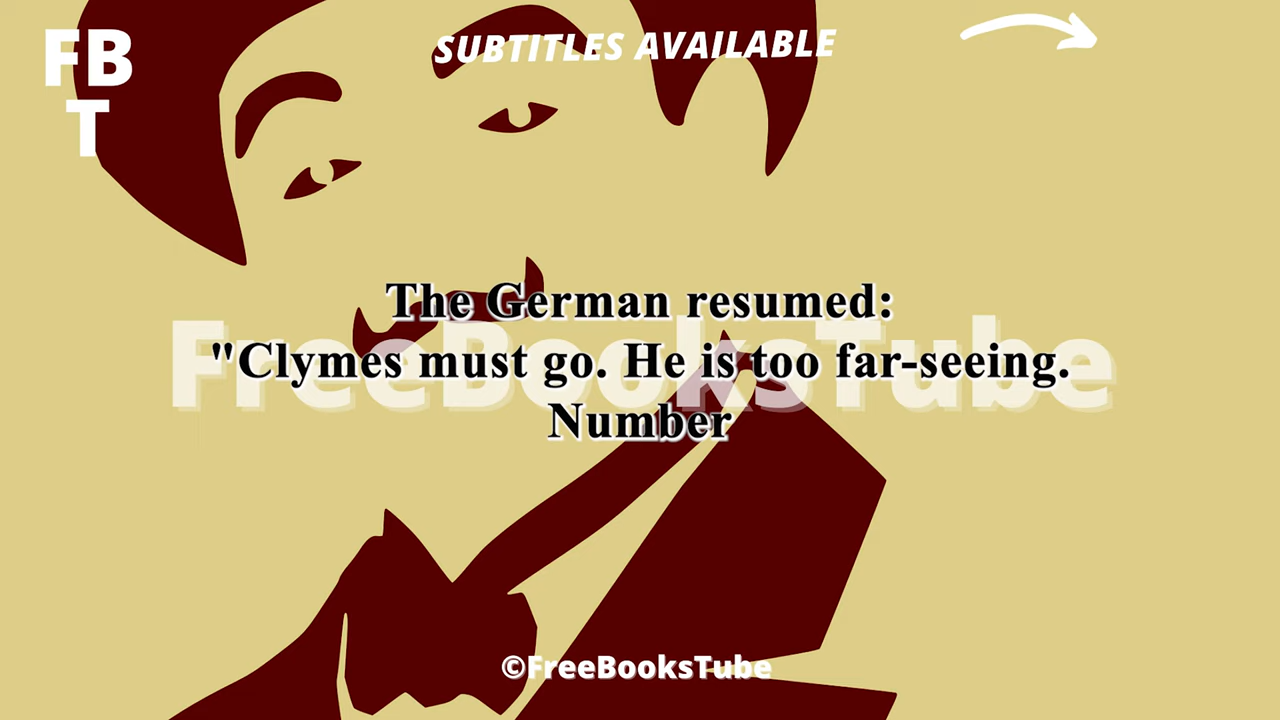 FB
T
SUBTITLES AVAILABLE
The German resumed:
"Clymes must go. He is too far-seeing.
Number
FreeBooksTube
©FreeBooksTube